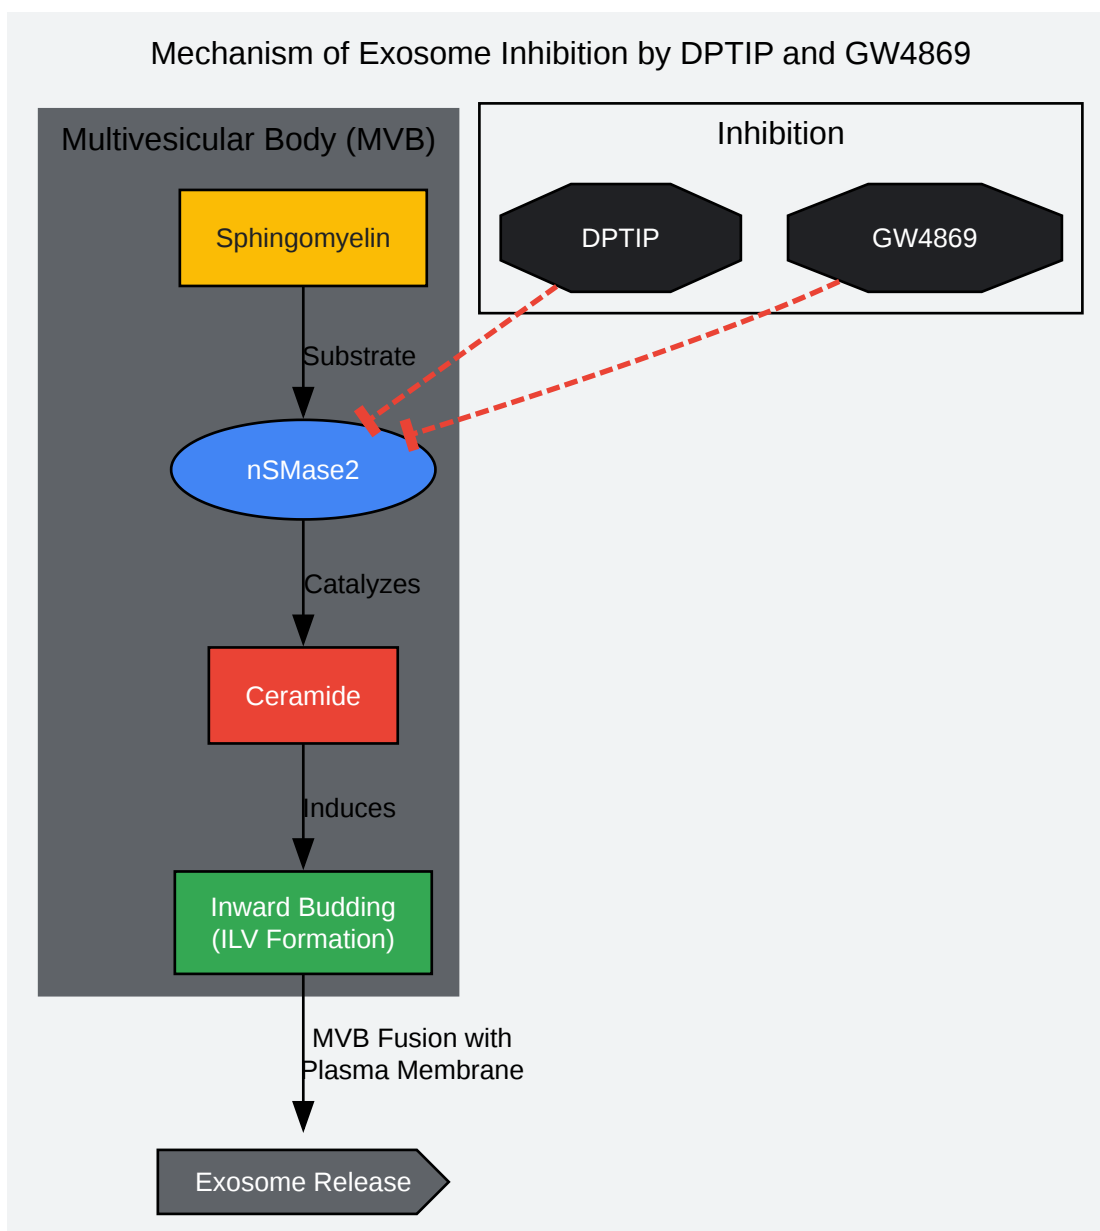 Mechanism of Exosome Inhibition by DPTIP and GW4869
Multivesicular Body (MVB)
Inhibition
Sphingomyelin
DPTIP
GW4869
Substrate
nSMase2
Catalyzes
Ceramide
Induces
Inward Budding
(ILV Formation)
MVB Fusion with
Plasma Membrane
Exosome Release